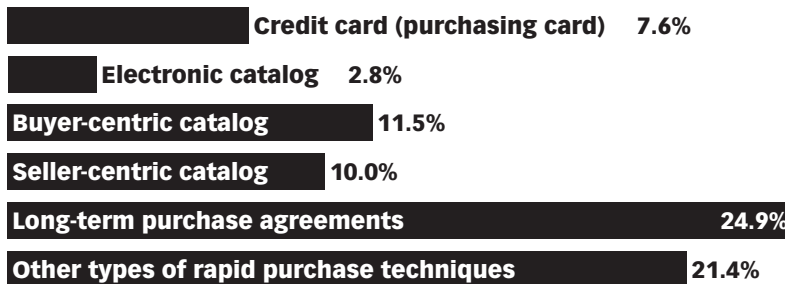 Credit card (purchasing card) 7.6%
Electronic catalog 2.8%
Buyer-centric catalog 11.5%
Seller-centric catalog 10.0%
Long-term purchase agreements 24.9%
Other types of rapid purchase techniques 21.4%